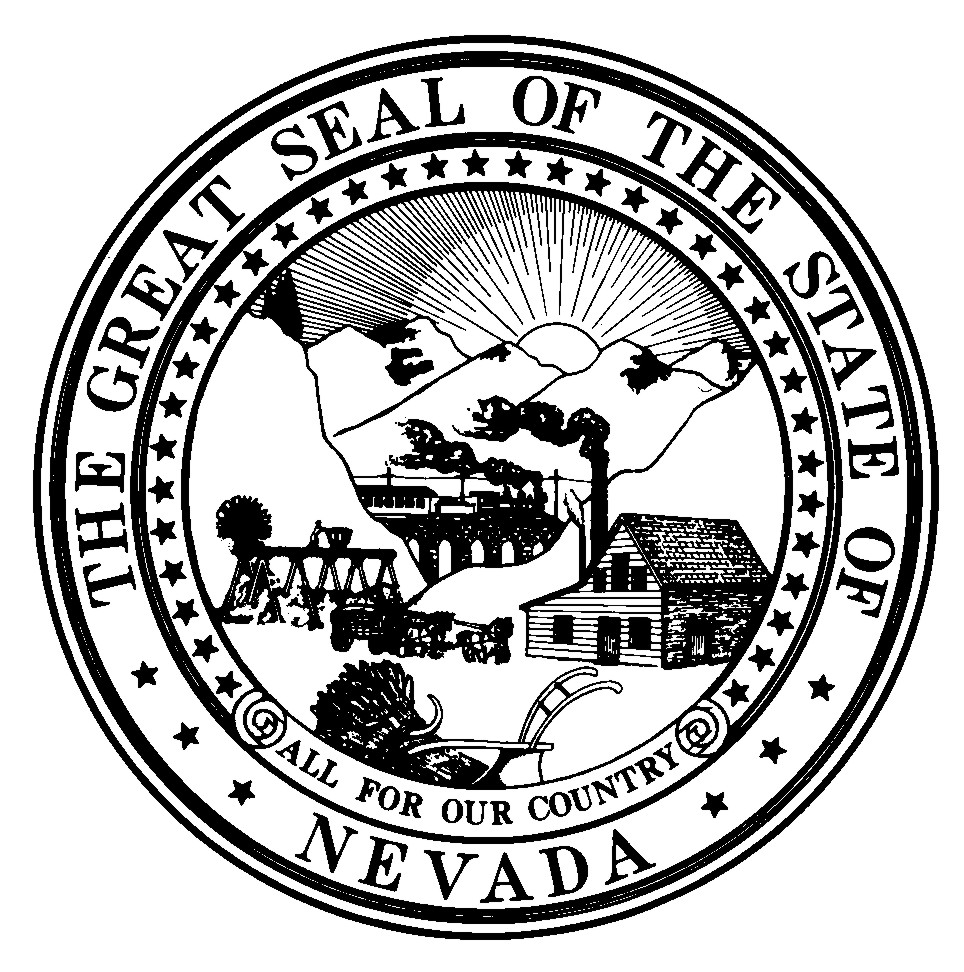 THE GREAT SEAL OF THE STATE OF
NEVADA
ALL FOR OUR COUNTRY